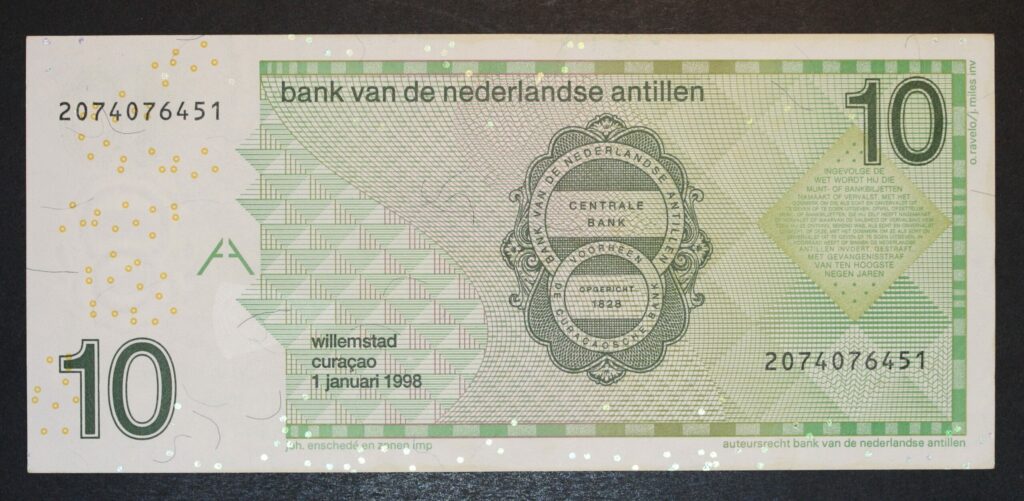 bank van de nederlandse antillen
2074076451
10
o. ravelo/j. miles inv
BANK VAN DE NEDERLANDSE ANTILLEN
CENTRALE
BANK
VOORHEEN
OPGERICHT
1828
DE CURAÇAOSCHE BANK
INGEVOLGE DE
WET WORDT HIJ DIE
MUNT- OF BANKBILJETTEN
NAMAAKT OF VERVALST, MET HET
ANTILLEN INVOERT, GESTRAFT
MET GEVANGENISSTRAF
VAN TEN HOOGSTE
NEGEN JAREN
willemstad
curaçao
1 januari 1998
2074076451
10
joh. enschedé en zonen imp
auteursrecht bank van de nederlandse antillen